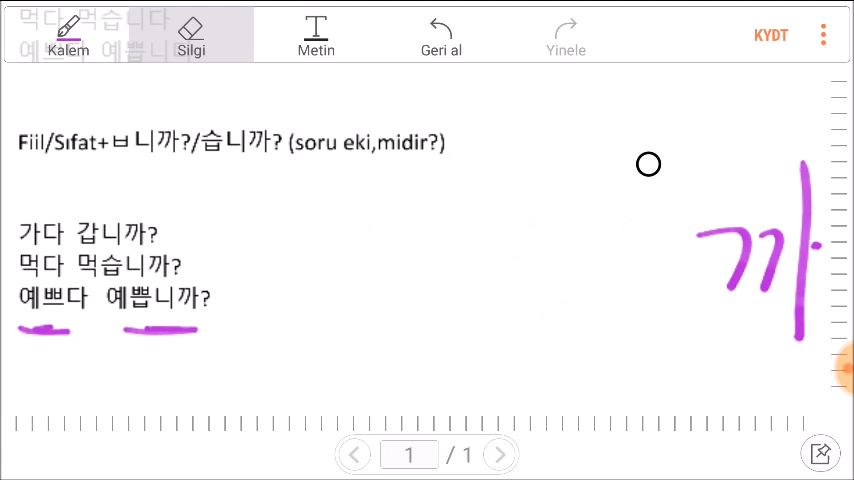 먹다 먹습니다
예쁘다 예쁩니다
Kalem
Silgi
Metin
Geri al
Yinele
KYDT
Fiil/Sıfat+ㅂ니까?/습니까? (soru eki,midir?)
가다 갑니까?
먹다 먹습니까?
예쁘다 예쁩니까?
까
1 / 1